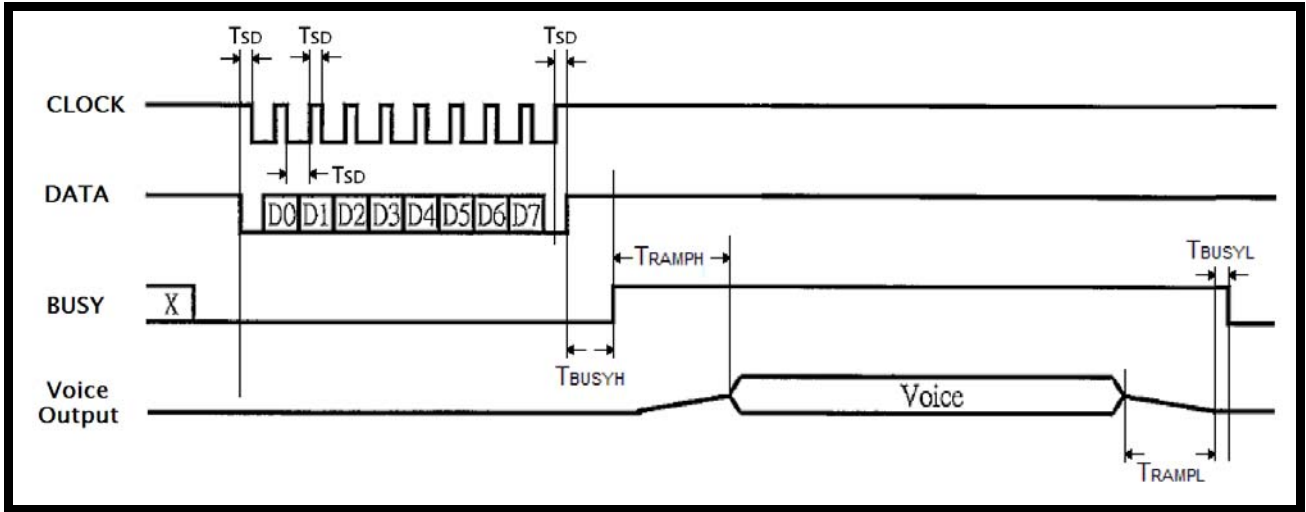 TSD TSD TSD
CLOCK
TSD
DATA
D0 D1 D2 D3 D4 D5 D6 D7
TRAMPH
TBUSYL
BUSY X
TBUSYH
Voice
Output
Voice
TRAMPL